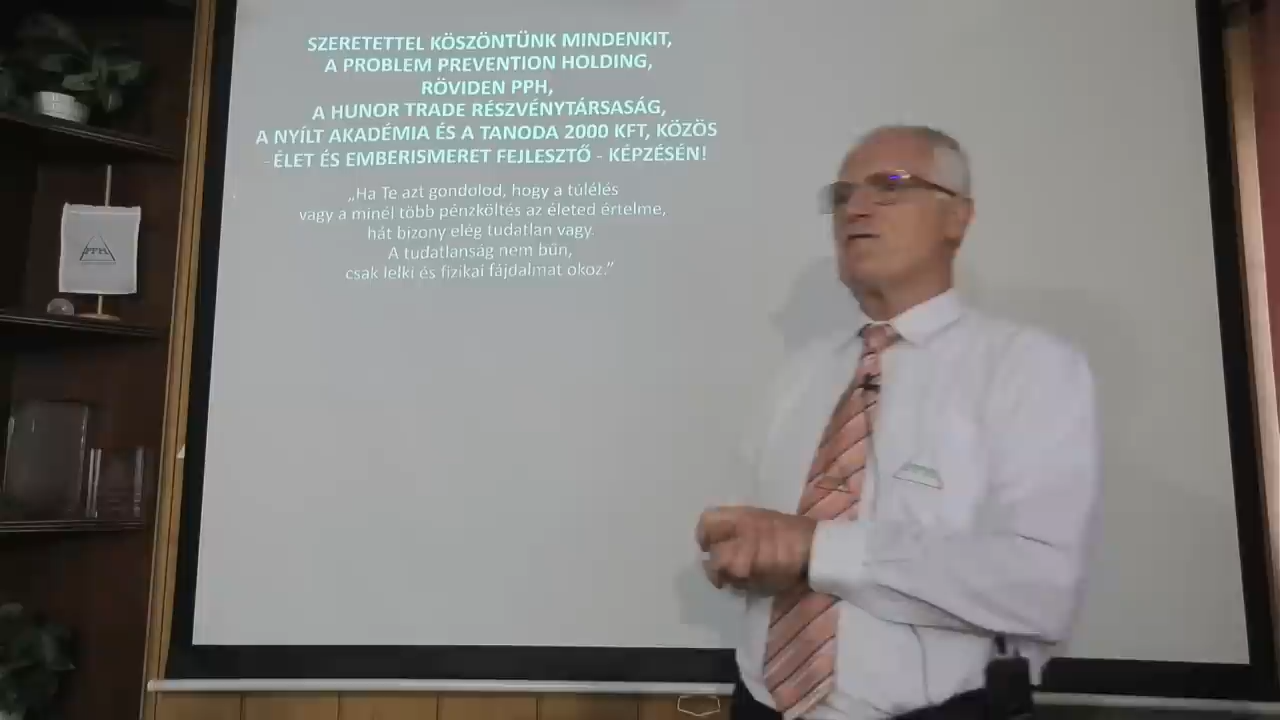 SZERETETTEL KÖSZÖNTÜNK MINDENKIT,
A PROBLEM PREVENTION HOLDING,
RÖVIDEN PPH,
A HUNOR TRADE RÉSZVÉNYTÁRSASÁG,
A NYÍLT AKADÉMIA ÉS A TANODA 2000 KFT, KÖZÖS
- ÉLET ÉS EMBERISMERET FEJLESZTŐ - KÉPZÉSÉN!
„Ha Te azt gondolod, hogy a túlélés
vagy a minél több pénzköltés az életed értelme,
hát bizony elég tudatlan vagy.
A tudatlanság nem bűn,
csak lelki és fizikai fájdalmat okoz.”
PPH